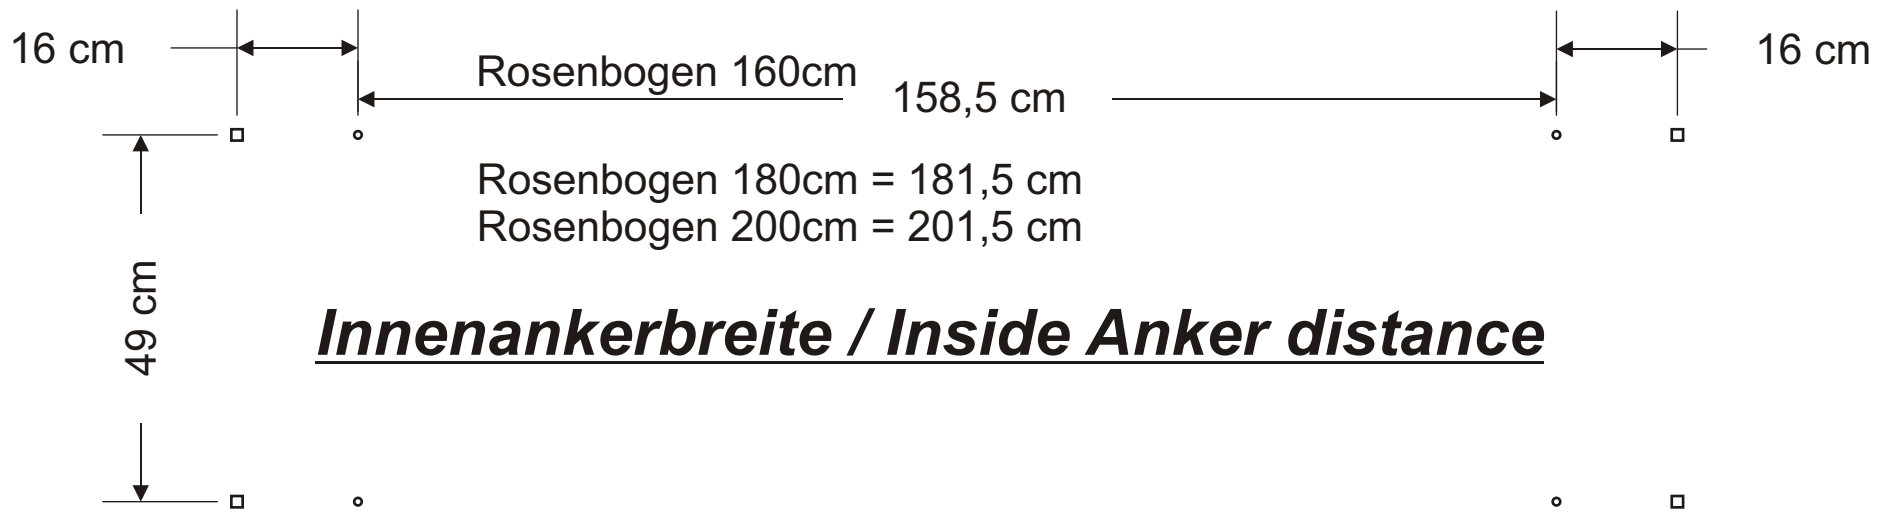 16 cm
Rosenbogen 160cm
158,5 cm
16 cm
Rosenbogen 180cm = 181,5 cm
Rosenbogen 200cm = 201,5 cm
49 cm
Innenankerbreite / Inside Anker distance